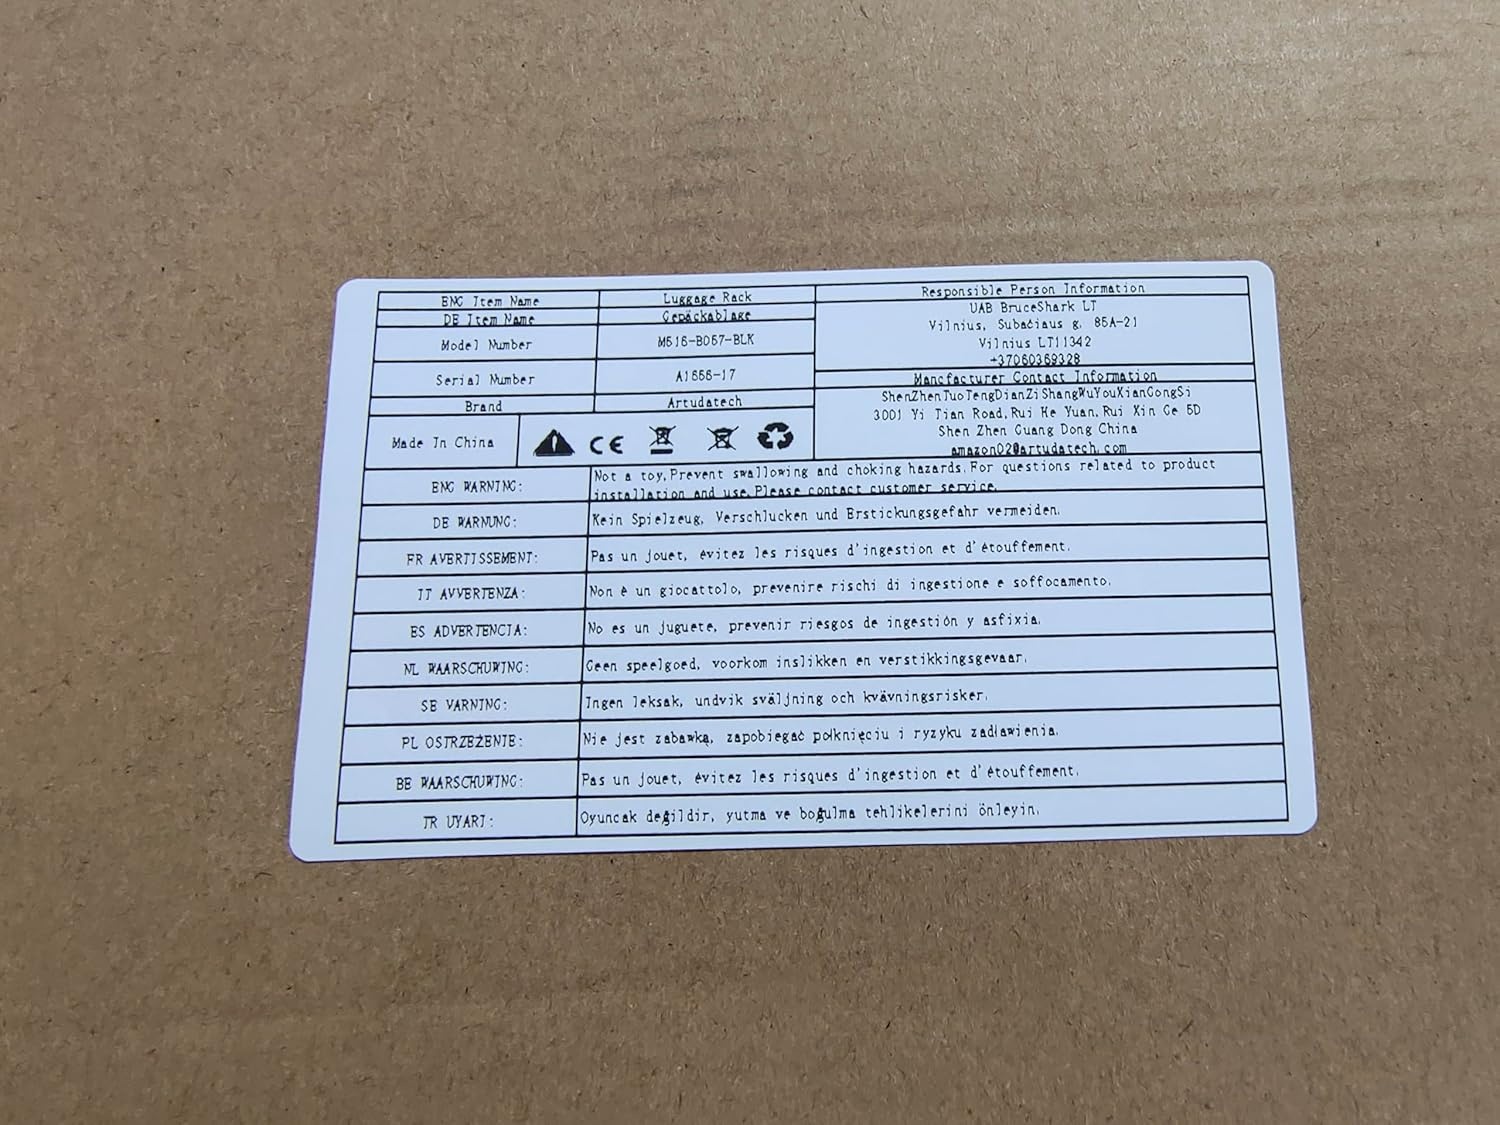 ENG Item Name
Luggage Rack
DE Item Name
Gepäckablage
Model Number
M516-B057-BLK
Serial Number
A1656-17
Brand
Artudatech
Made In China
CE
Responsible Person Information
UAB BruceShark LT
Vilnius, Subačiaus g. 85A-21
Vilnius LT11342
+37060369328
Mancfacturer Contact Information
ShenZhenTuoTengDianZiShangWuYouXianGongSi
3001 Yi Tian Road,Rui He Yuan,Rui Xin Ge 5D
Shen Zhen Guang Dong China
amazon02@artudatech.com
ENG WARNING:
Not a toy,Prevent swallowing and choking hazards.For questions related to product
installation and use,Please contact customer service.
DE WARNUNG:
Kein Spielzeug, Verschlucken und Erstickungsgefahr vermeiden.
FR AVERTISSEMENT:
Pas un jouet, évitez les risques d'ingestion et d'étouffement.
IT AVVERTENZA:
Non è un giocattolo, prevenire rischi di ingestione e soffocamento.
ES ADVERTENCIA:
No es un juguete, prevenir riesgos de ingestión y asfixia.
NL WAARSCHUWING:
Geen speelgoed, voorkom inslikken en verstikkingsgevaar.
SE VARNING:
Ingen leksak, undvik sväljning och kvävningsrisker.
PL OSTRZEŻENIE:
Nie jest zabawką, zapobiegać połknięciu i ryzyku zadławienia.
BE WAARSCHUWING:
Pas un jouet, évitez les risques d'ingestion et d'étouffement.
TR UYARI:
Oyuncak değildir, yutma ve boğulma tehlikelerini önleyin.